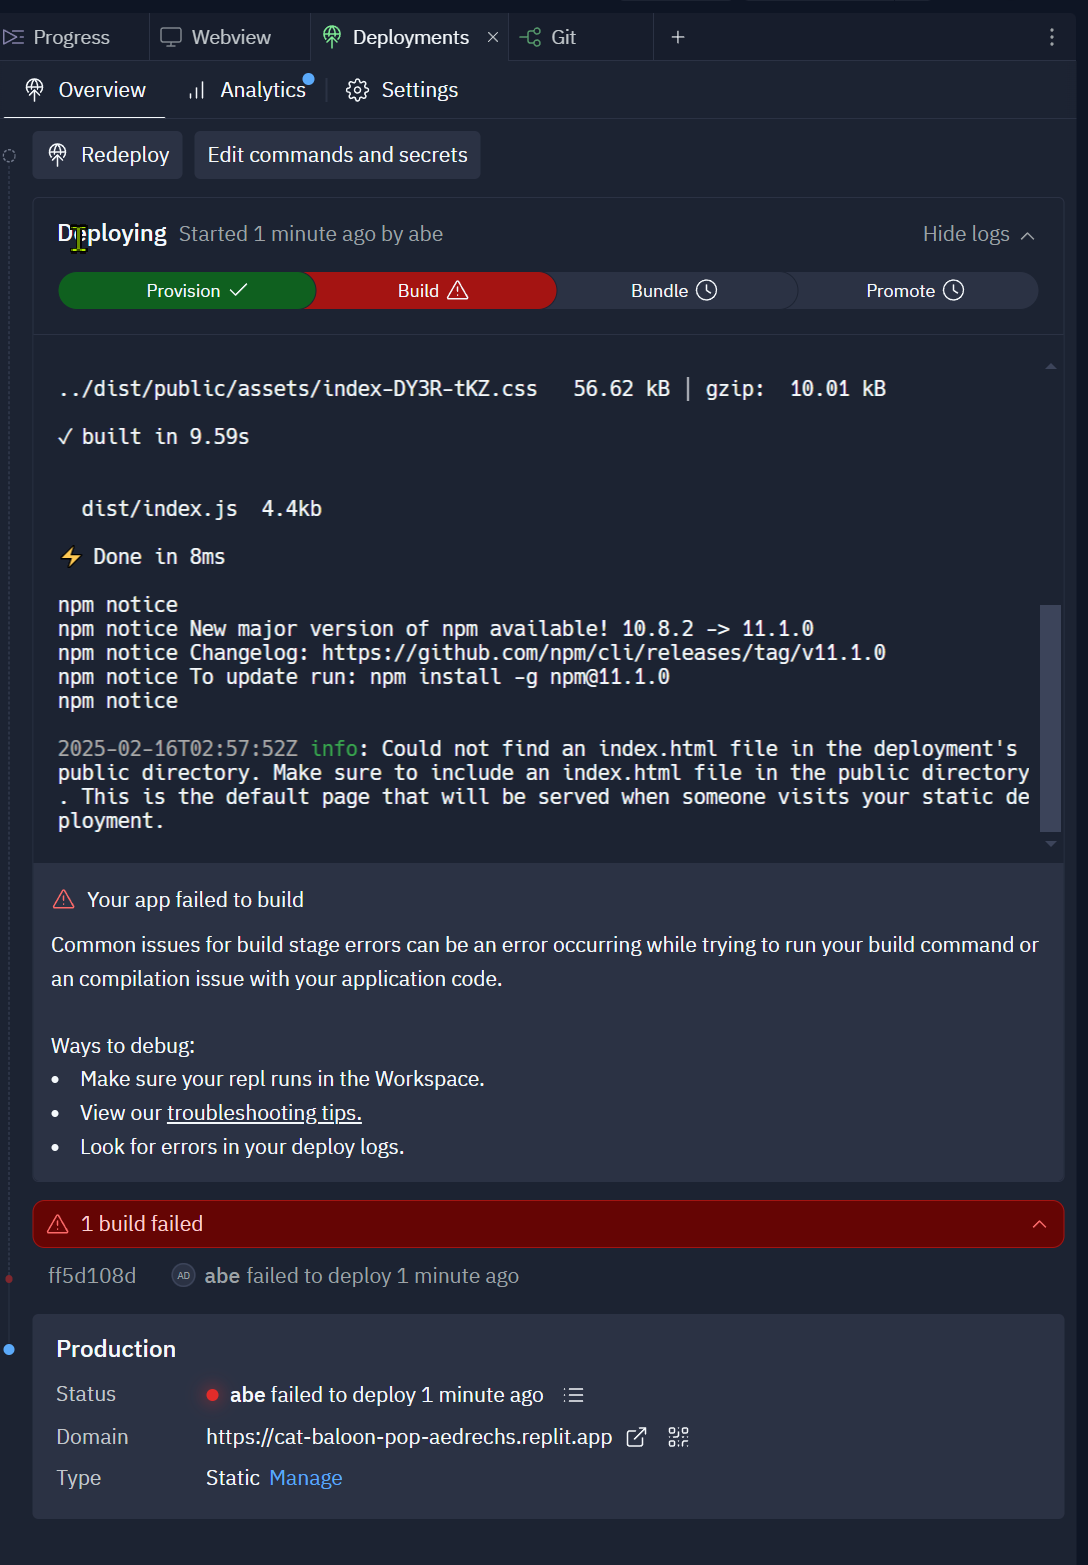 Progress
Webview
Deployments
Git
Overview
Analytics
Settings
Redeploy
Edit commands and secrets
Deploying Started 1 minute ago by abe
Hide logs
Provision
Build
Bundle
Promote
../dist/public/assets/index-DY3R-tKZ.css   56.62 kB │ gzip:  10.01 kB
✓ built in 9.59s
dist/index.js  4.4kb
⚡ Done in 8ms
npm notice
npm notice New major version of npm available! 10.8.2 -> 11.1.0
npm notice Changelog: https://github.com/npm/cli/releases/tag/v11.1.0
npm notice To update run: npm install -g npm@11.1.0
npm notice
2025-02-16T02:57:52Z info: Could not find an index.html file in the deployment's
public directory. Make sure to include an index.html file in the public directory
. This is the default page that will be served when someone visits your static de
ployment.
Your app failed to build
Common issues for build stage errors can be an error occurring while trying to run your build command or
an compilation issue with your application code.
Ways to debug:
• Make sure your repl runs in the Workspace.
• View our troubleshooting tips.
• Look for errors in your deploy logs.
1 build failed
ff5d108d AD abe failed to deploy 1 minute ago
Production
Status abe failed to deploy 1 minute ago
Domain https://cat-baloon-pop-aedrechs.replit.app
Type Static Manage